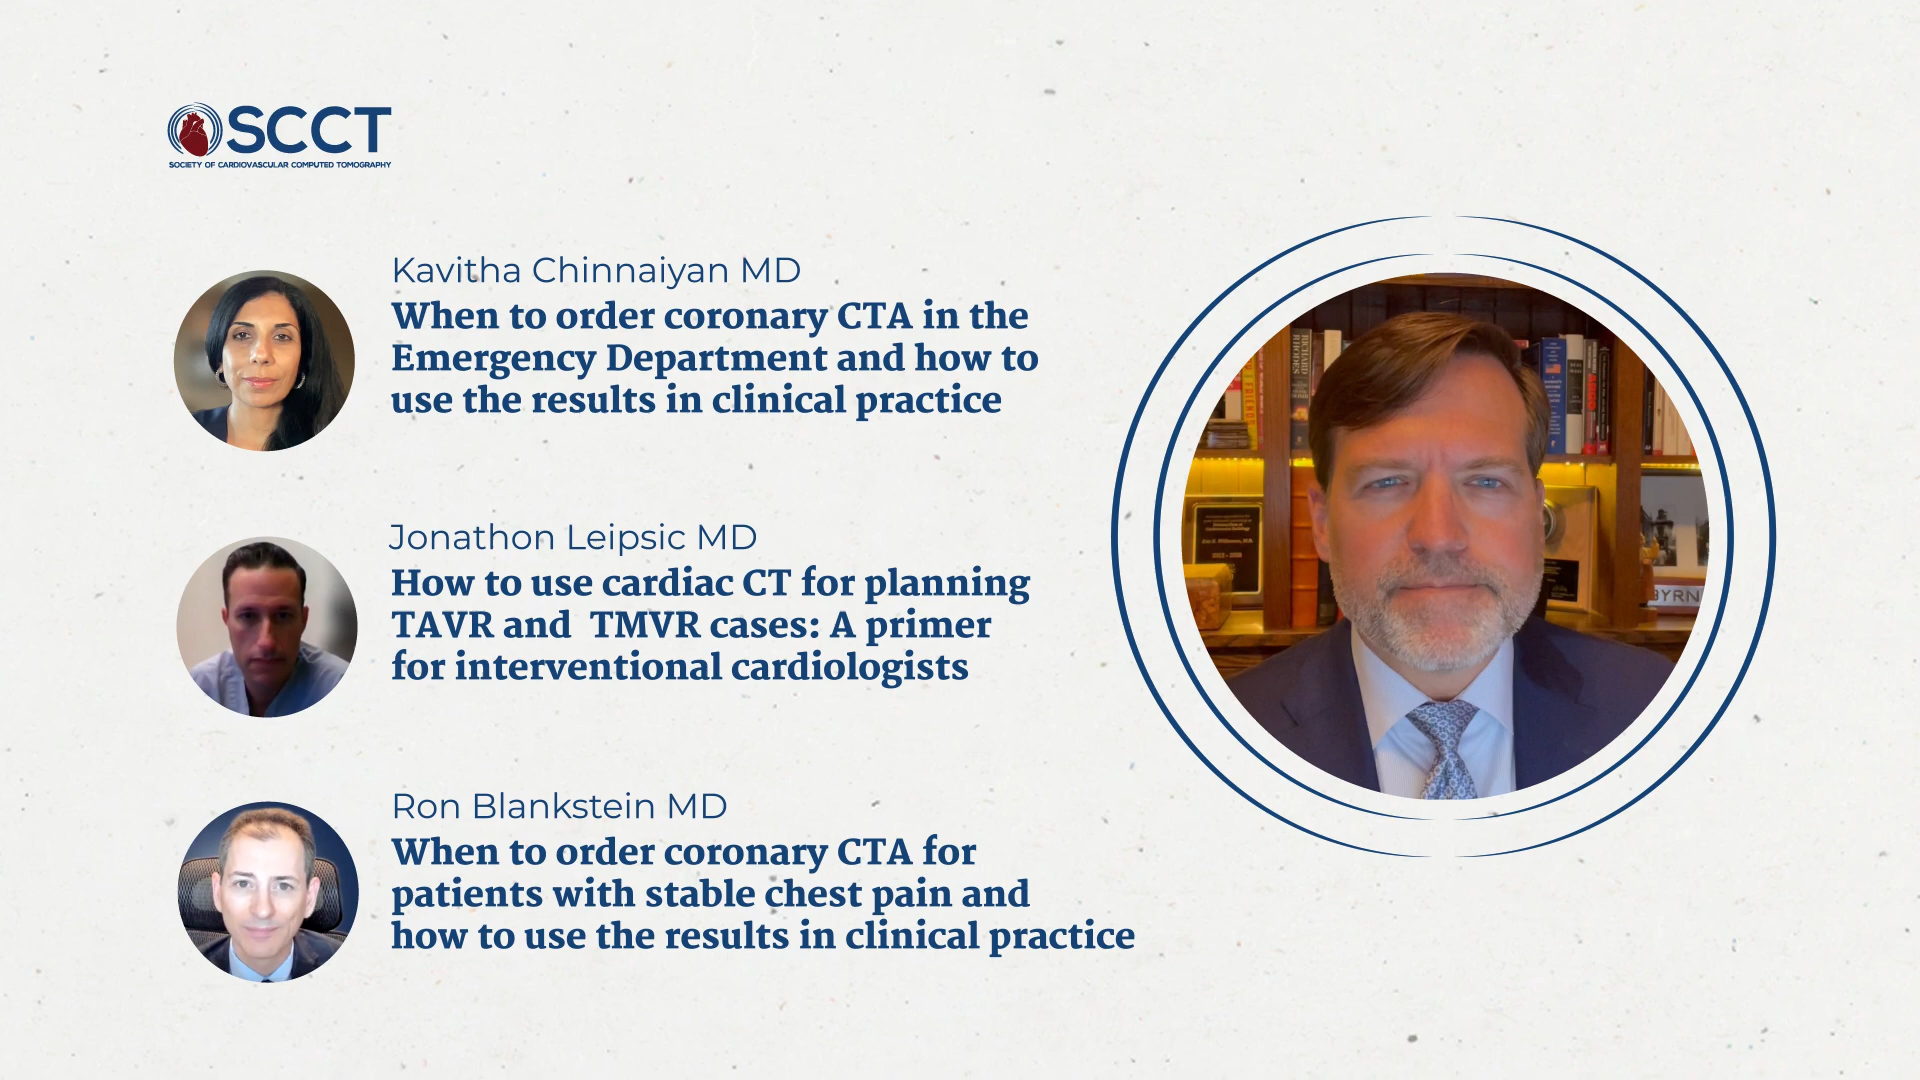 SCCT
SOCIETY OF CARDIOVASCULAR COMPUTED TOMOGRAPHY
Kavitha Chinnaiyan MD
When to order coronary CTA in the
Emergency Department and how to
use the results in clinical practice
Jonathon Leipsic MD
How to use cardiac CT for planning
TAVR and  TMVR cases: A primer
for interventional cardiologists
Ron Blankstein MD
When to order coronary CTA for
patients with stable chest pain and
how to use the results in clinical practice
RICHARD
RHODES
BYRN